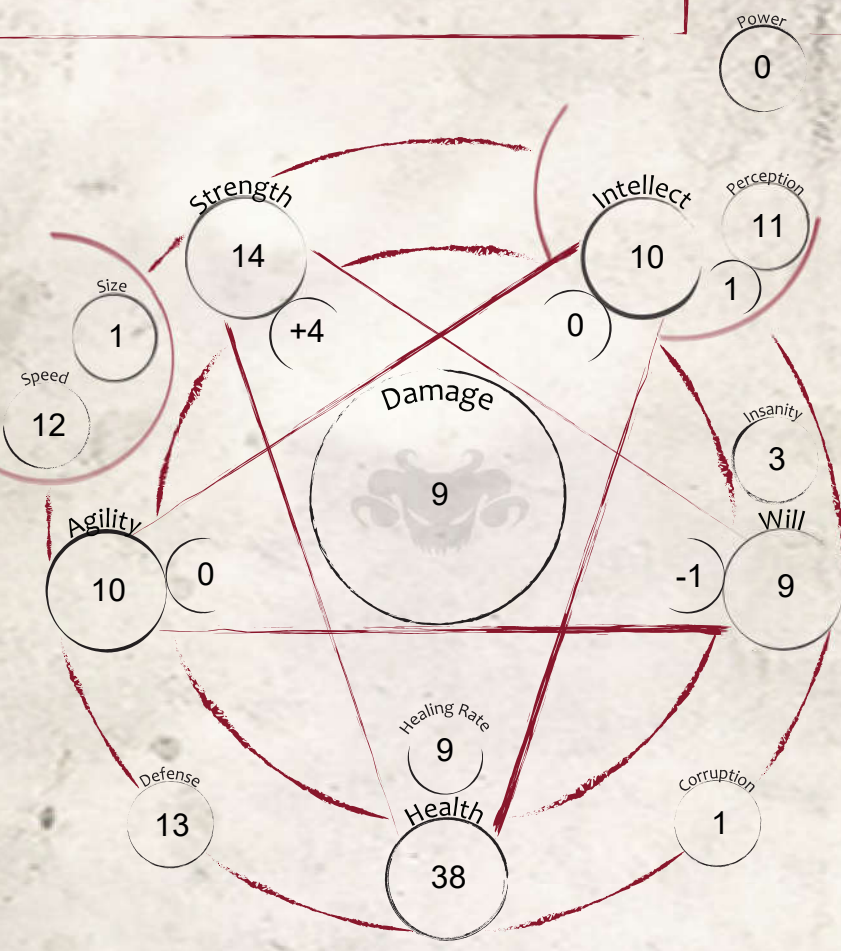 Power
0
Strength
14
+4
Intellect
10
0
Perception
11
1
Size
1
Speed
12
Damage
9
Insanity
3
Agility
10
0
Will
9
-1
Healing Rate
9
Defense
13
Health
38
Corruption
1